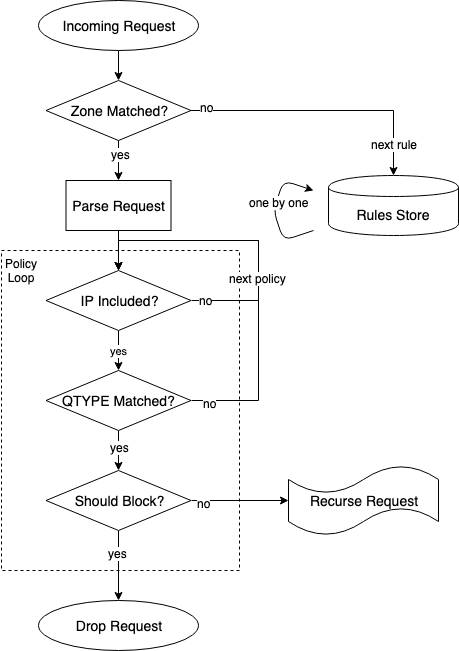 Incoming Request
Zone Matched?
no
yes
next rule
Parse Request
one by one
Rules Store
Policy
Loop
next policy
IP Included?
no
yes
QTYPE Matched?
no
yes
Should Block?
no
Recurse Request
yes
Drop Request